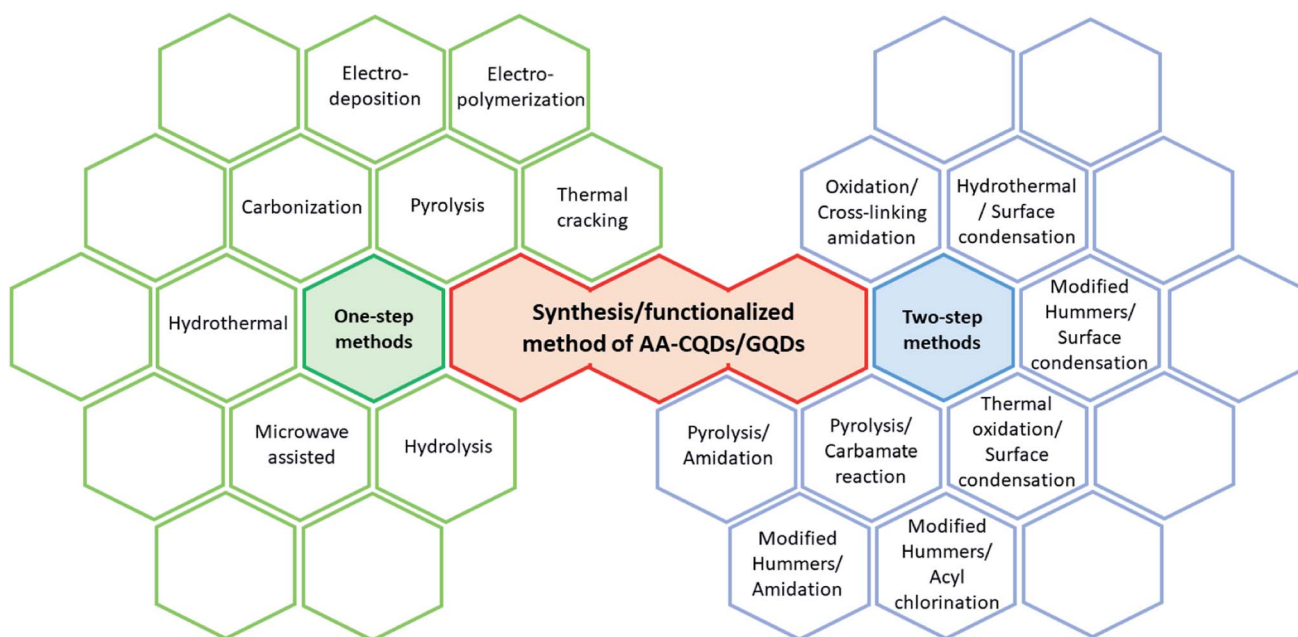 Electro-
deposition
Electro-
polymerization
Carbonization
Pyrolysis
Thermal
cracking
Oxidation/
Cross-linking
amidation
Hydrothermal
/ Surface
condensation
Hydrothermal
One-step
methods
Synthesis/functionalized
method of AA-CQDs/GQDs
Two-step
methods
Modified
Hummers/
Surface
condensation
Microwave
assisted
Hydrolysis
Pyrolysis/
Amidation
Pyrolysis/
Carbamate
reaction
Thermal
oxidation/
Surface
condensation
Modified
Hummers/
Amidation
Modified
Hummers/
Acyl
chlorination